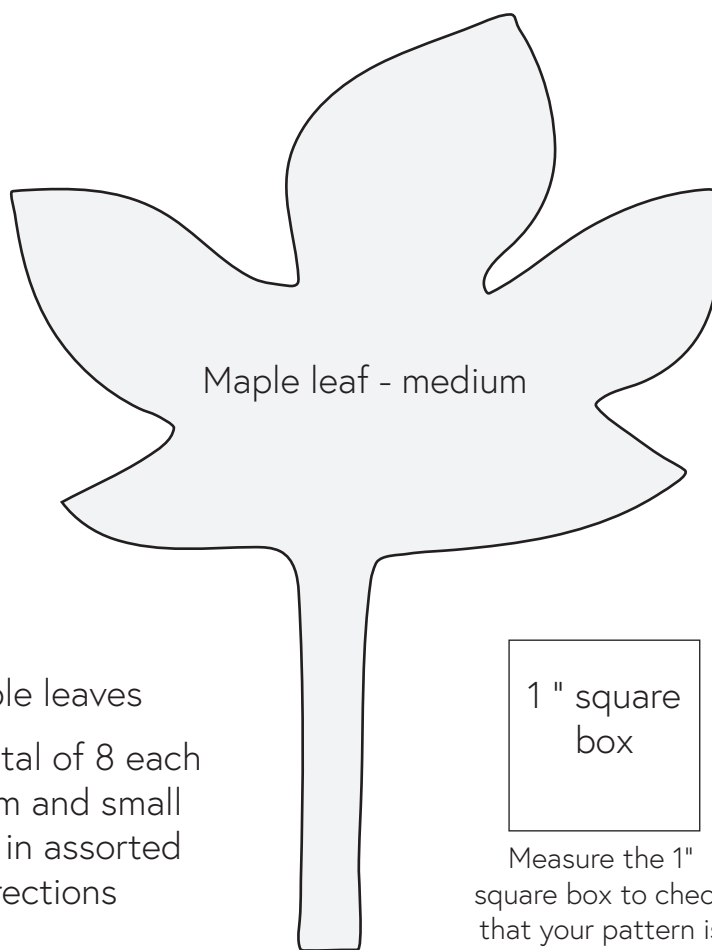 Maple leaf - medium
ple leaves
tal of 8 each
m and small
in assorted
rections
1 " square
box
Measure the 1"
square box to chec
that your pattern is